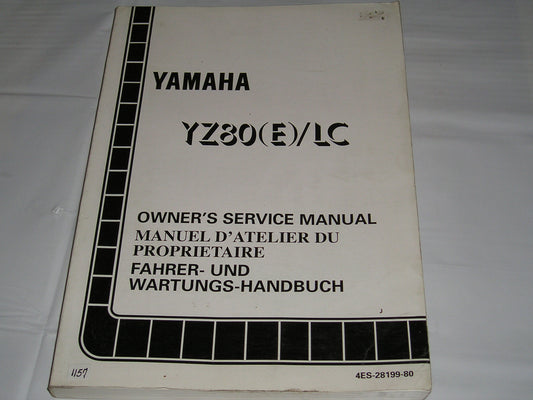 YAMAHA
YZ80(E)/LC
OWNER'S SERVICE MANUAL
MANUEL D'ATELIER DU
PROPRIETAIRE
FAHRER- UND
WARTUNGS-HANDBUCH
J
1157
4ES-28199-80